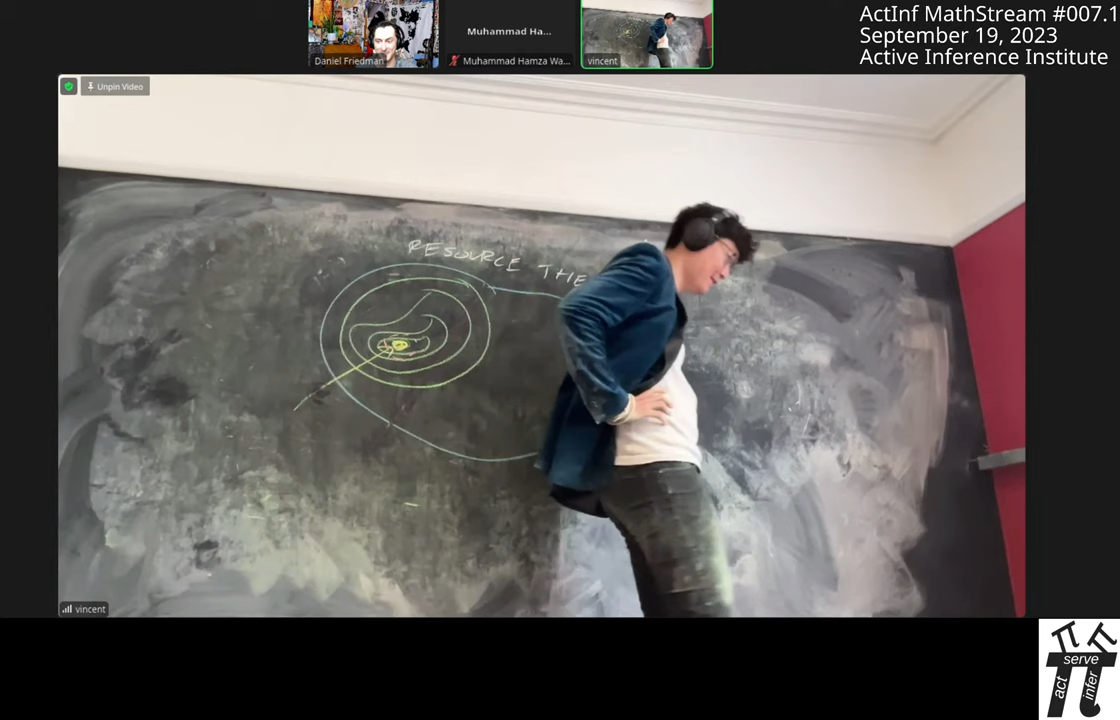 ActInf MathStream #007.1
September 19, 2023
Active Inference Institute
Muhammad Ha...
Daniel Friedman
Muhammad Hamza Wa...
vincent
Unpin Video
RESOURCE THE
vincent
π π
serve
act
infer